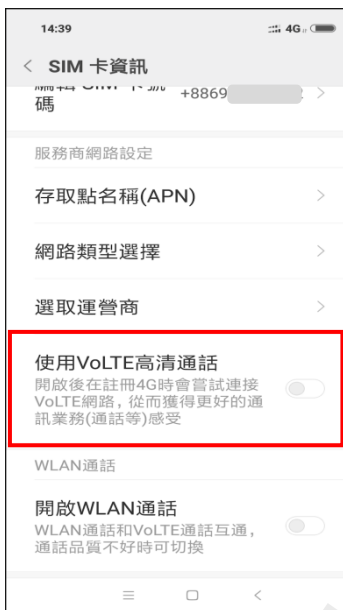 14:39
4G
SIM 卡資訊
碼
+8869
服務商網路設定
存取點名稱(APN)
網路類型選擇
選取運營商
使用VoLTE高清通話
開啟後在註冊4G時會嘗試連接
VoLTE網路，從而獲得更好的通
訊業務(通話等)感受
WLAN通話
開啟WLAN通話
WLAN通話和VoLTE通話互通，
通話品質不好時可切換